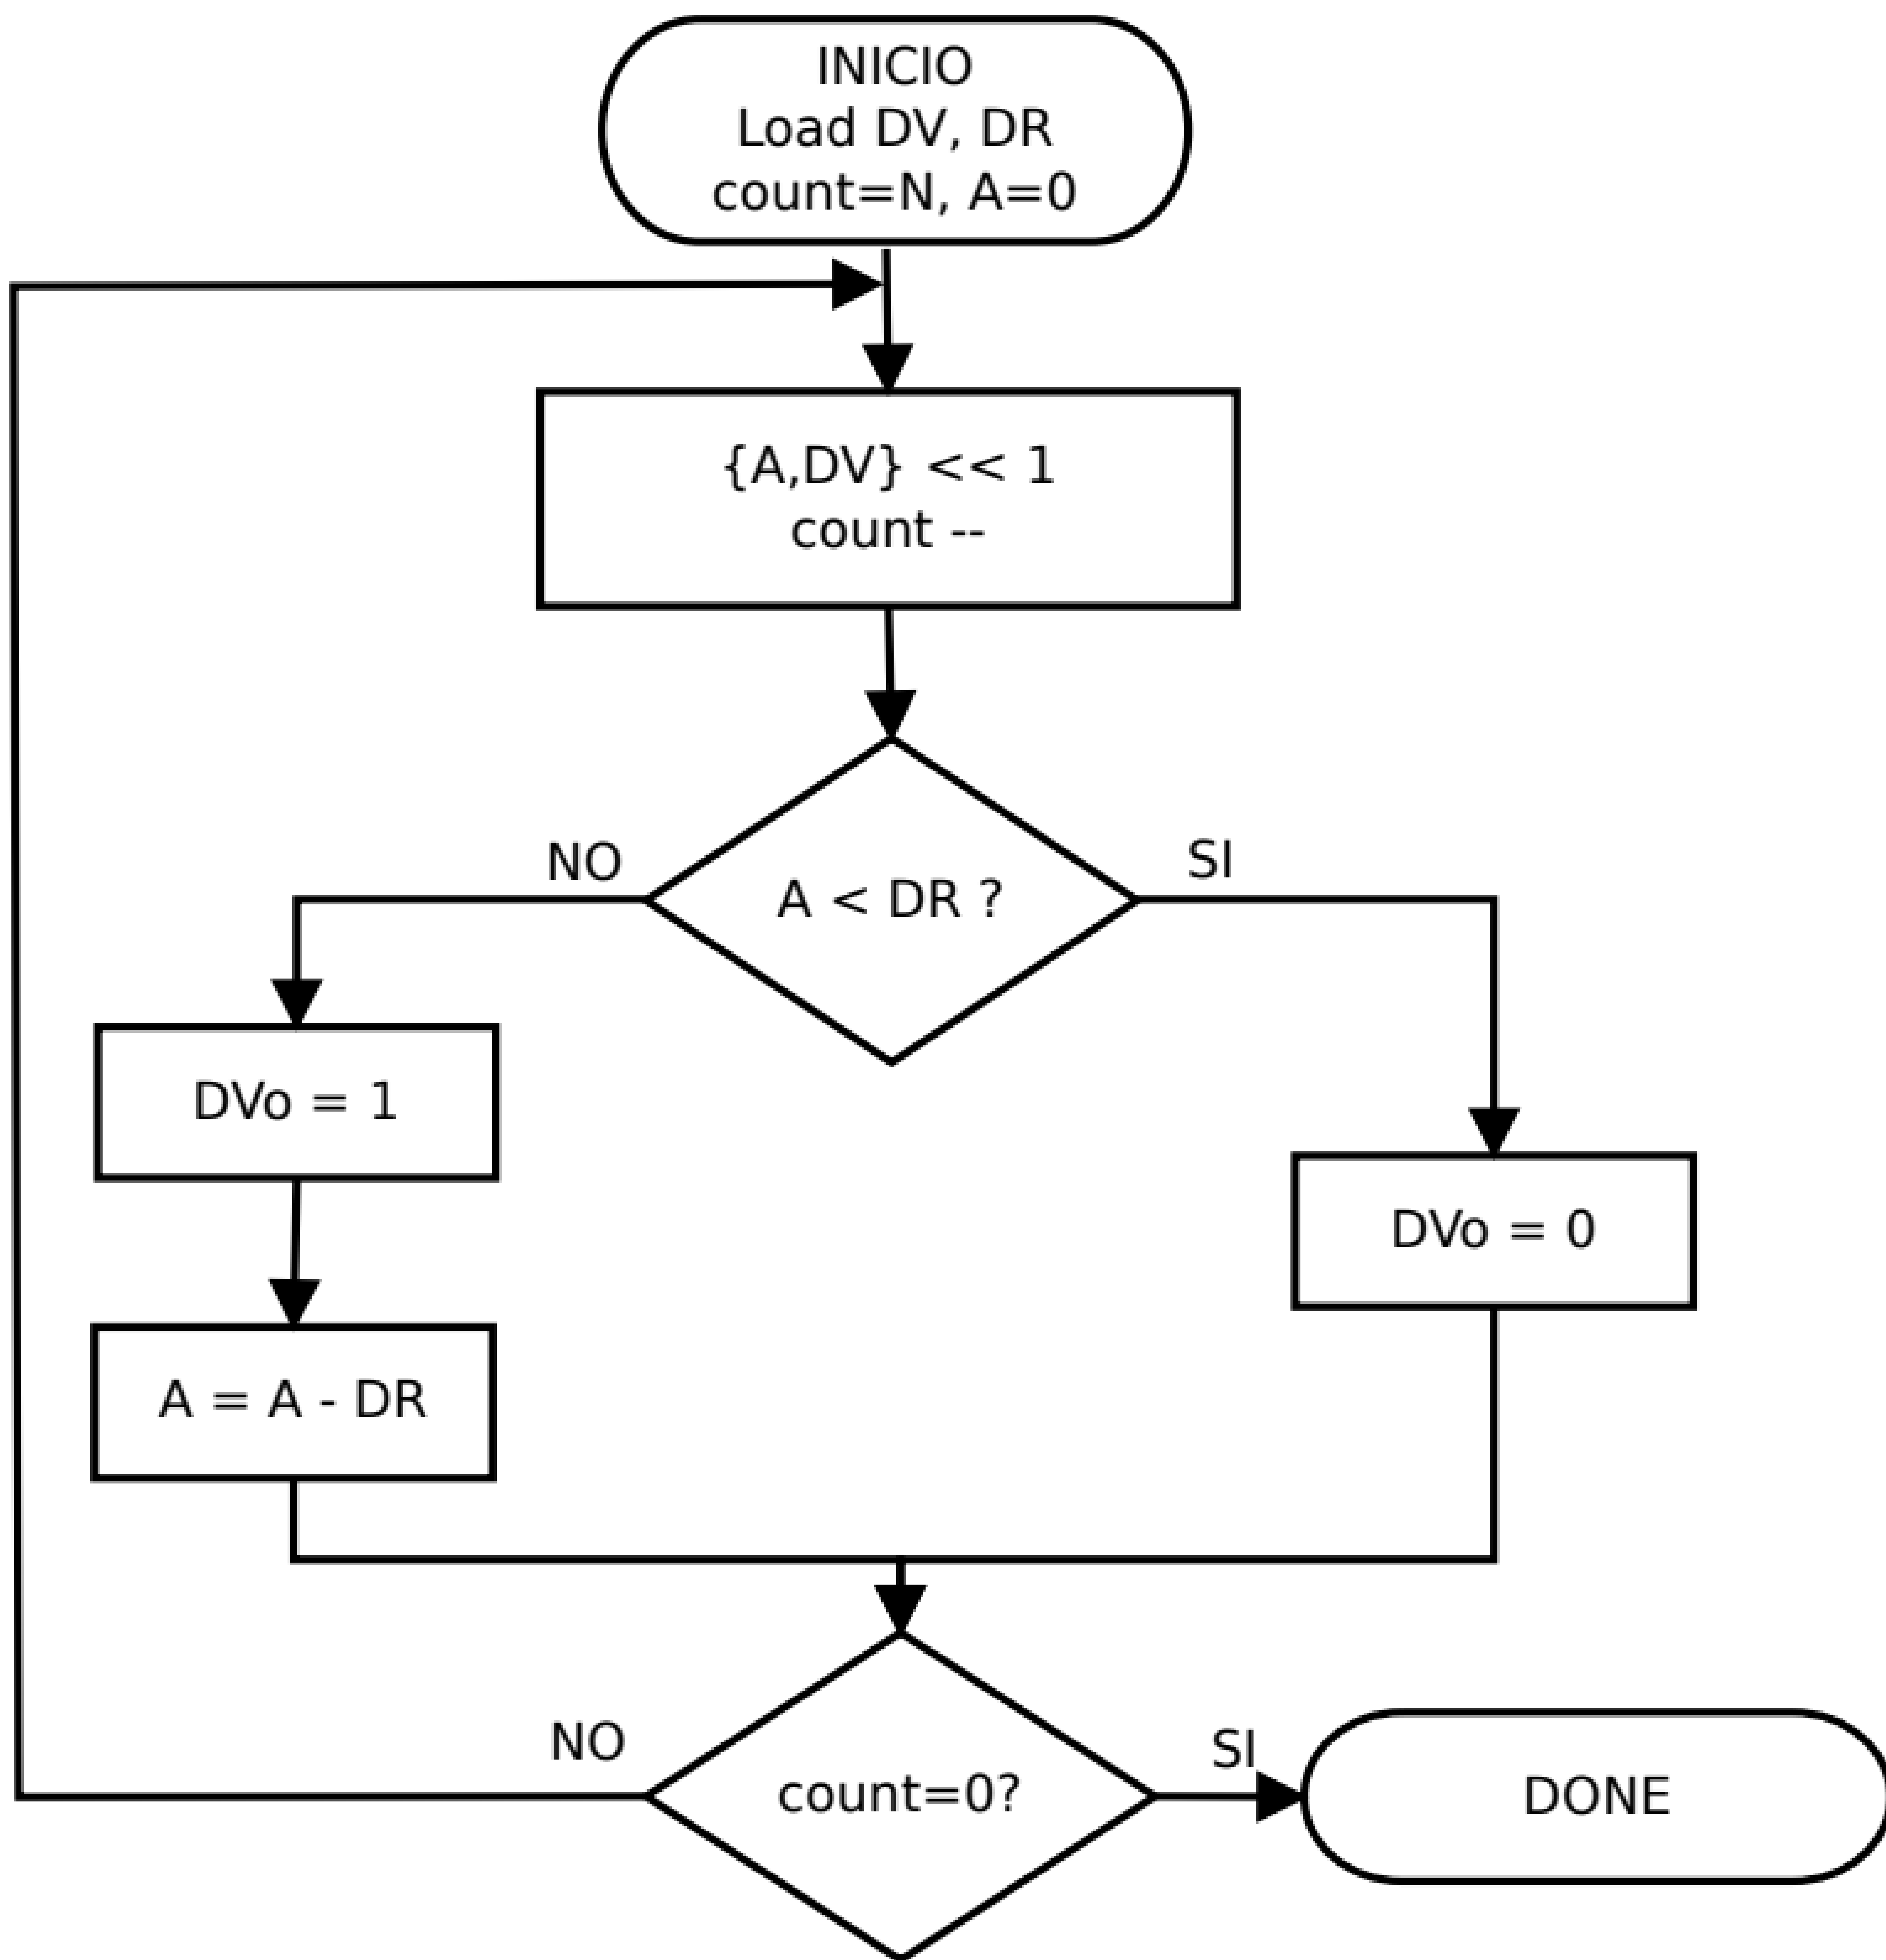 INICIO
Load DV, DR
count=N, A=0
{A,DV} << 1
count --
NO
SI
A < DR ?
DVo = 1
DVo = 0
A = A - DR
NO
SI
count=0?
DONE